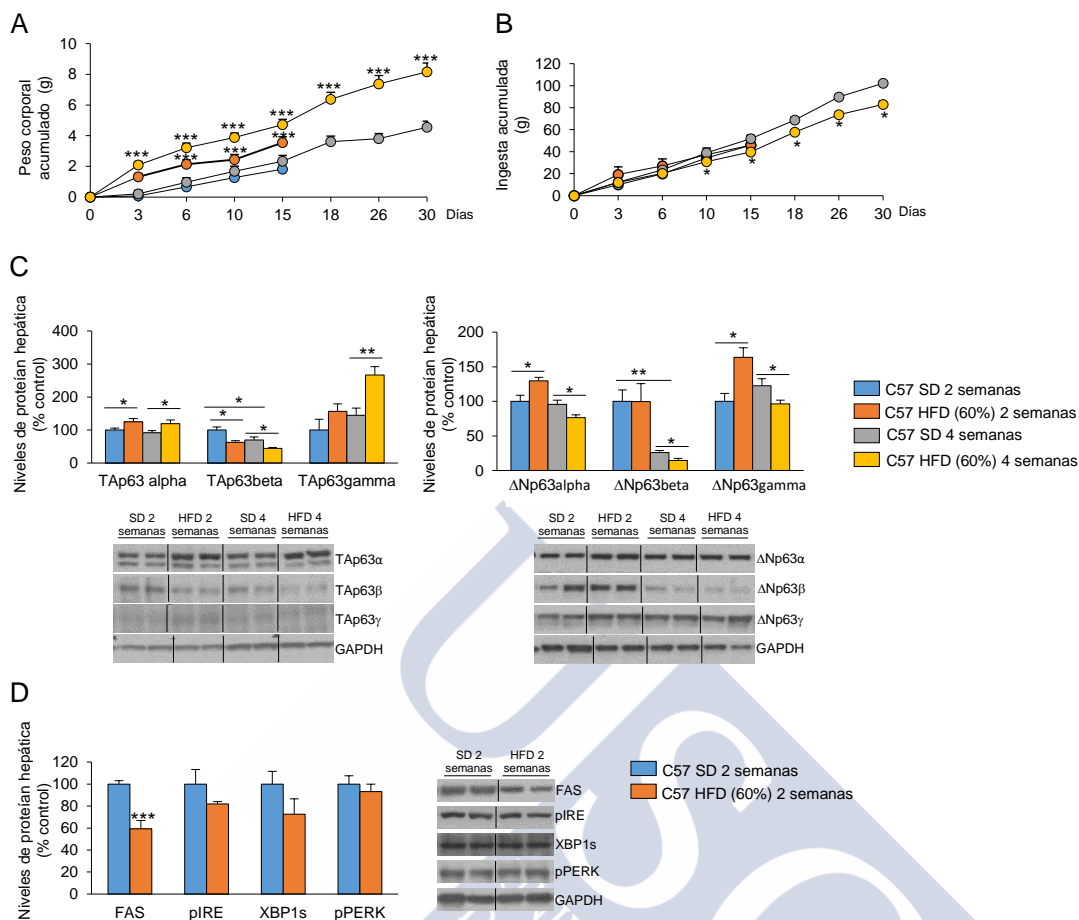 A
Peso corporal
acumulado (g)
10
8
6
4
2
0
***
***
***
***
***
***
***
***
***
***
0
3
6
10
15
18
26
30
Días
B
Ingesta acumulada
(g)
120
100
80
60
40
20
0
*
*
*
*
*
0
3
6
10
15
18
26
30
Días
C
Niveles de proteían hepática
(% control)
400
300
200
100
0
*
*
*
*
*
**
TAp63 alpha
TAp63beta
TAp63gamma
Niveles de proteían hepática
(% control)
200
150
100
50
0
*
*
**
*
*
*
ΔNp63alpha
ΔNp63beta
ΔNp63gamma
C57 SD 2 semanas
C57 HFD (60%) 2 semanas
C57 SD 4 semanas
C57 HFD (60%) 4 semanas
SD 2
semanas
HFD 2
semanas
SD 4
semanas
HFD 4
semanas
TAp63α
TAp63β
TAp63γ
GAPDH
SD 2
semanas
HFD 2
semanas
SD 4
semanas
HFD 4
semanas
ΔNp63α
ΔNp63β
ΔNp63γ
GAPDH
D
Niveles de proteían hepática
(% control)
120
100
80
60
40
20
0
***
FAS
pIRE
XBP1s
pPERK
SD 2
semanas
HFD 2
semanas
FAS
pIRE
XBP1s
pPERK
GAPDH
C57 SD 2 semanas
C57 HFD (60%) 2 semanas